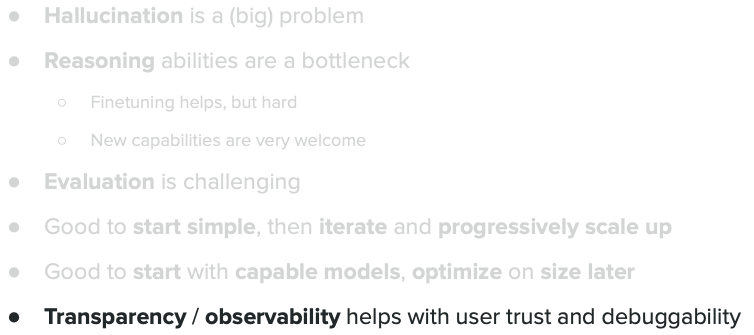 ● Hallucination is a (big) problem
● Reasoning abilities are a bottleneck
○ Finetuning helps, but hard
○ New capabilities are very welcome
● Evaluation is challenging
● Good to start simple, then iterate and progressively scale up
● Good to start with capable models, optimize on size later
● Transparency / observability helps with user trust and debuggability